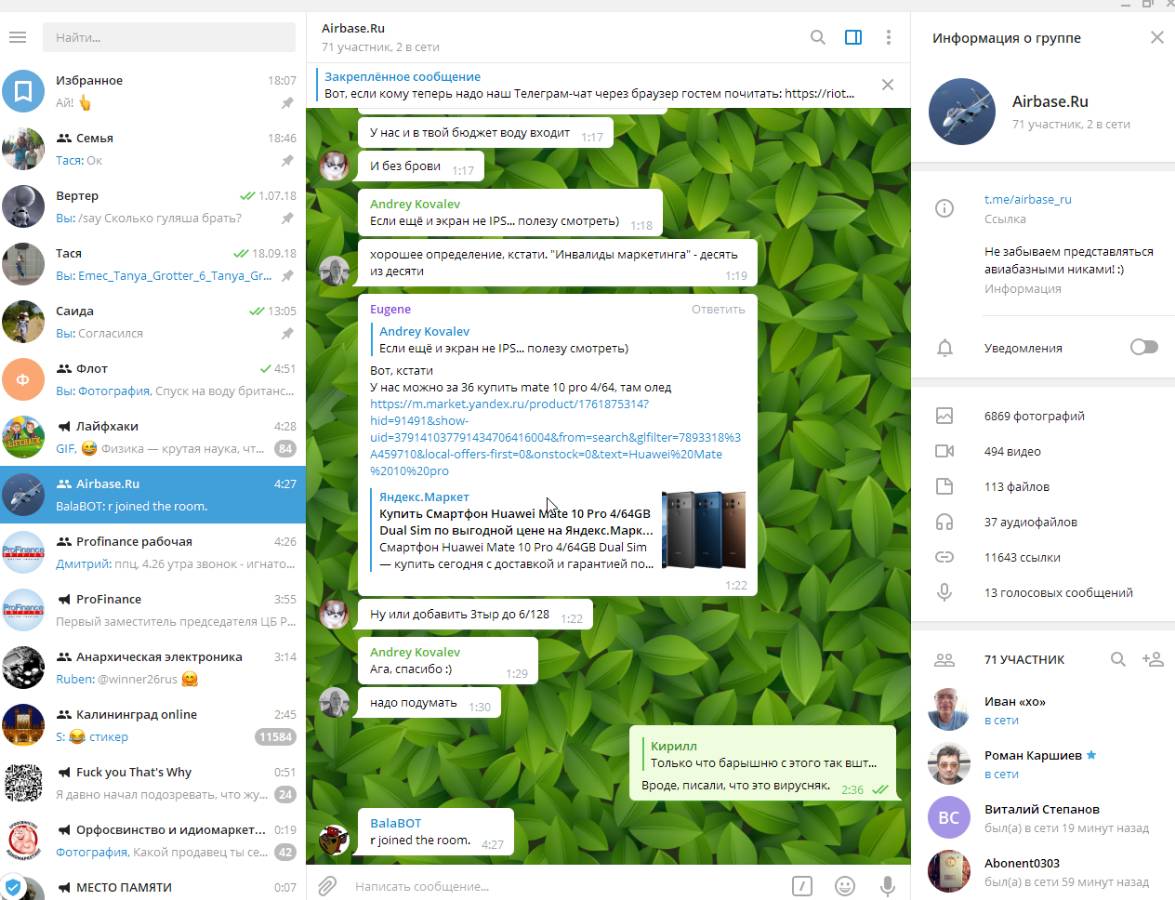 Найти...
Избранное 18:07
Ай! 👆
Семья 18:46
Тася: Ок
Вертер 1.07.18
Вы: /say Сколько гуляша брать?
Тася 18.09.18
Вы: Emec_Tanya_Grotter_6_Tanya_Gr...
Саида 13:05
Вы: Согласился
Ф
Флот 4:51
Вы: Фотография, Спуск на воду британс...
Лайфхаки 4:28
GIF, 😅 Физика — крутая наука, чт... 84
Airbase.Ru 4:27
BalaBOT: r joined the room.
ProFinance
Profinance рабочая 4:26
Дмитрий: ппц, 4.26 утра звонок - игнато...
ProFinance
ProFinance 3:55
Первый заместитель председателя ЦБ Р...
Анархическая электроника 3:14
Ruben: @winner26rus 🤗
Калининград online 2:45
S: 😂 стикер 11584
Fuck you That's Why 0:51
Я давно начал подозревать, что жу... 24
Орфосвинство и идиомаркет... 0:19
Фотография, Какой продавец ты се... 42
МЕСТО ПАМЯТИ 0:07
Airbase.Ru
71 участник, 2 в сети
Закреплённое сообщение
Вот, если кому теперь надо наш Телеграм-чат через браузер гостем почитать: https://riot...
У нас и в твой бюджет воду входит 1:17
И без брови 1:17
Andrey Kovalev
Если ещё и экран не IPS... полезу смотреть) 1:18
хорошее определение, кстати. "Инвалиды маркетинга" - десять
из десяти 1:19
Eugene Ответить
Andrey Kovalev
Если ещё и экран не IPS... полезу смотреть)
Вот, кстати
У нас можно за 36 купить mate 10 pro 4/64, там олед
https://m.market.yandex.ru/product/1761875314?
hid=91491&show-
uid=379141037791434706416004&from=search&glfilter=7893318%3
A459710&local-offers-first=0&onstock=0&text=Huawei%20Mate
%2010%20pro
Яндекс.Маркет
Купить Смартфон Huawei Mate 10 Pro 4/64GB
Dual Sim по выгодной цене на Яндекс.Марк...
Смартфон Huawei Mate 10 Pro 4/64GB Dual Sim
— купить сегодня с доставкой и гарантией по...
1:22
Ну или добавить 3тыр до 6/128 1:22
Andrey Kovalev
Ага, спасибо :) 1:29
надо подумать 1:30
Кирилл
Только что барышню с этого так вшт...
Вроде, писали, что это вирусняк. 2:36
BalaBOT
r joined the room. 4:27
Написать сообщение...
Информация о группе
Airbase.Ru
71 участник, 2 в сети
t.me/airbase_ru
Ссылка
Не забываем представляться
авиабазными никами! :)
Информация
Уведомления
6869 фотографий
494 видео
113 файлов
37 аудиофайлов
11643 ссылки
13 голосовых сообщений
71 УЧАСТНИК
Иван «xo»
в сети
Роман Каршиев
в сети
ВС
Виталий Степанов
был(а) в сети 19 минут назад
Abonent0303
был(а) в сети 59 минут назад